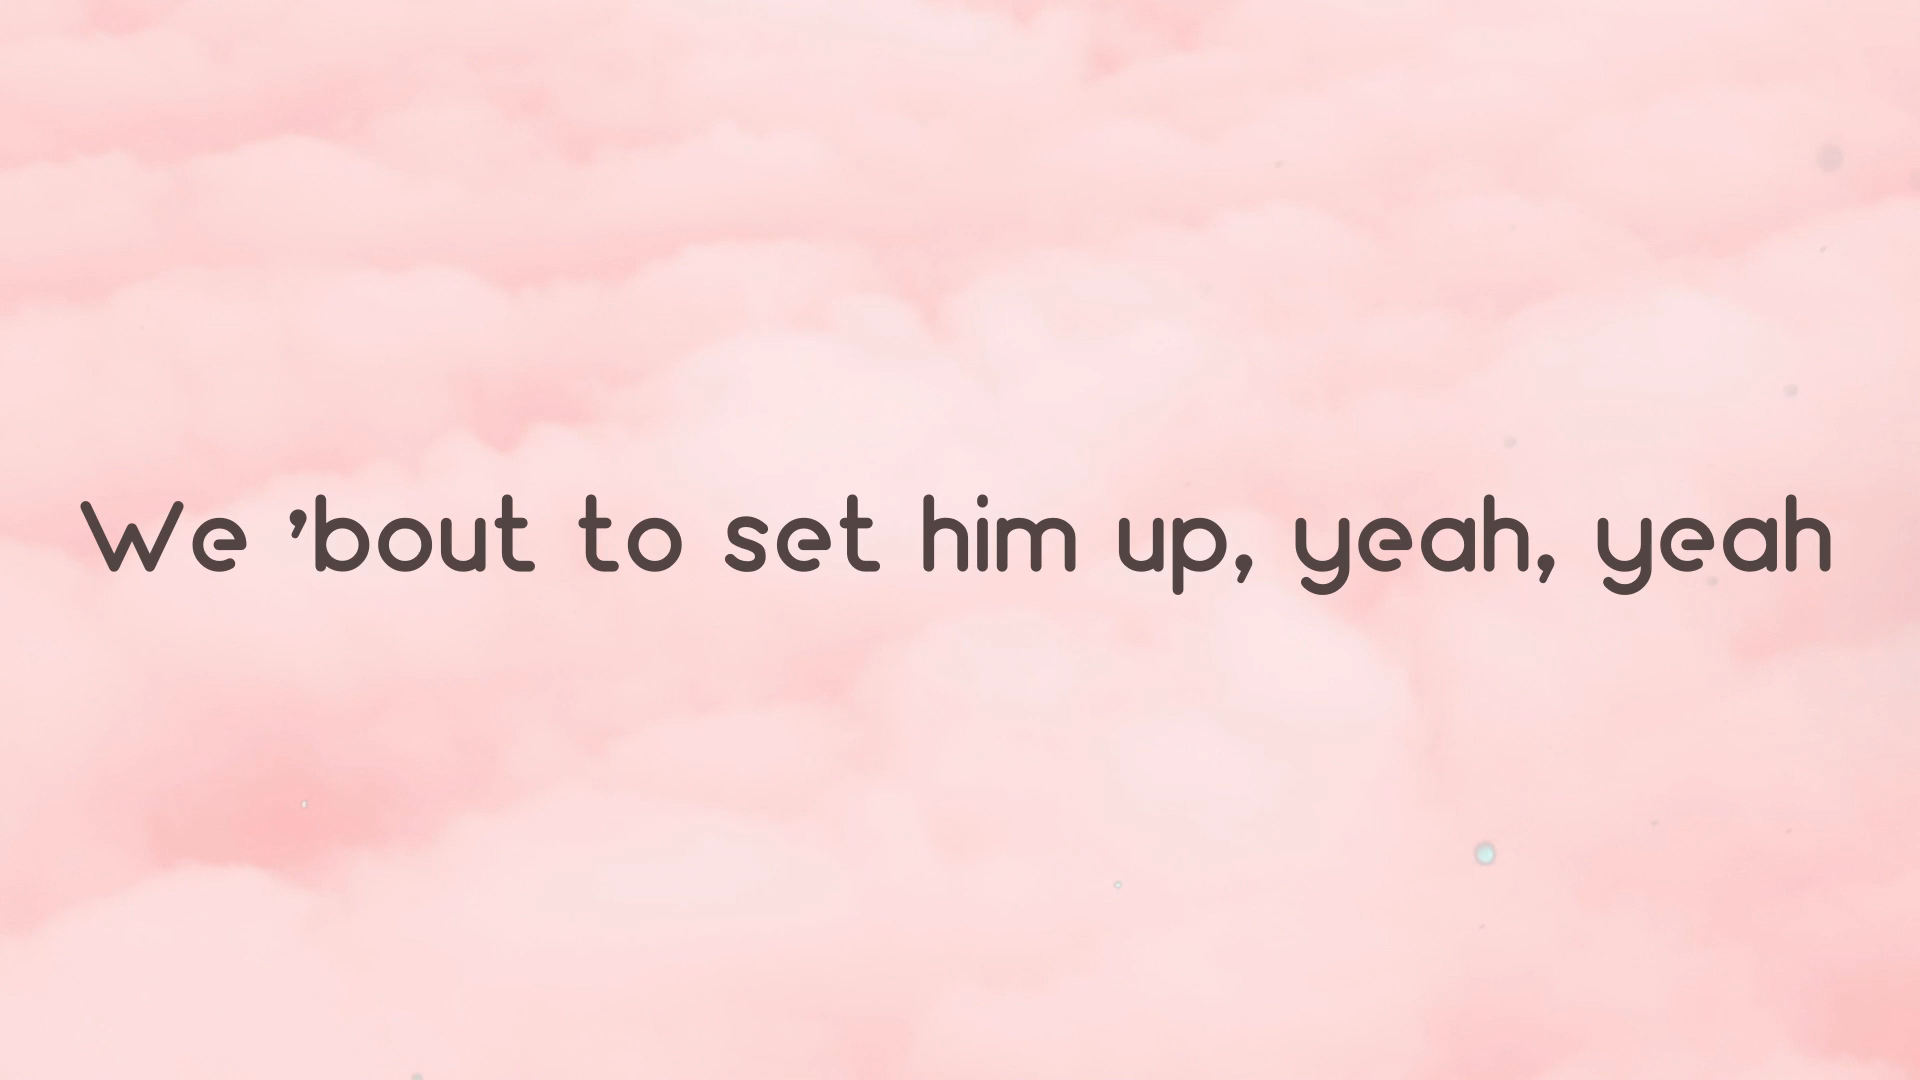 We ’bout to set him up, yeah, yeah